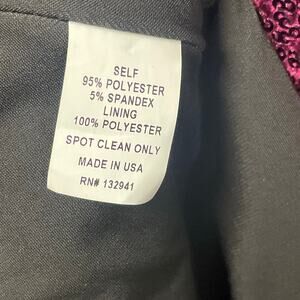 SELF
95% POLYESTER
5% SPANDEX
LINING
100% POLYESTER
SPOT CLEAN ONLY
MADE IN USA
RN# 132941